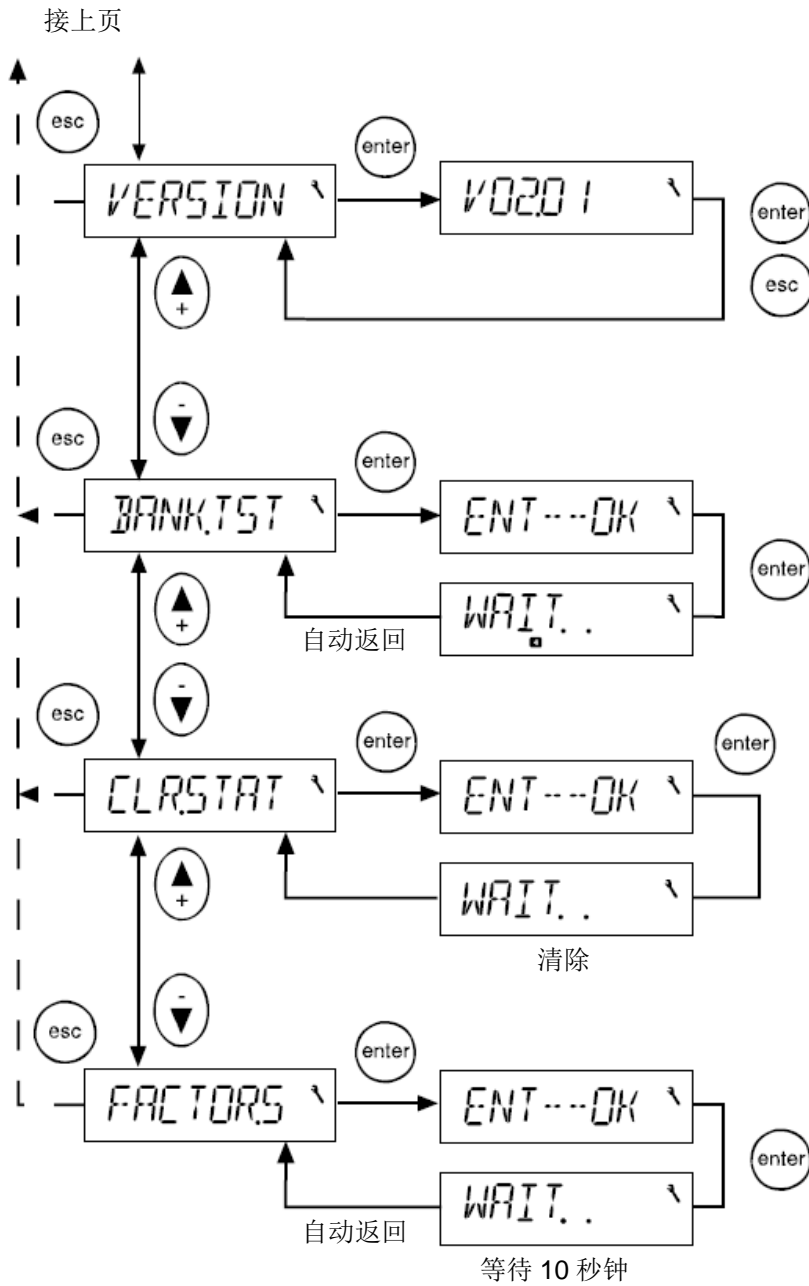 接上页
esc
enter
VERSION
V02.01
enter
esc
+
-
esc
enter
BANK.TST
ENT---OK
enter
WAIT..
自动返回
+
-
esc
enter
enter
CLR.STAT
ENT---OK
WAIT..
清除
+
-
esc
enter
FACTOR.S
ENT---OK
enter
WAIT..
自动返回
等待 10 秒钟